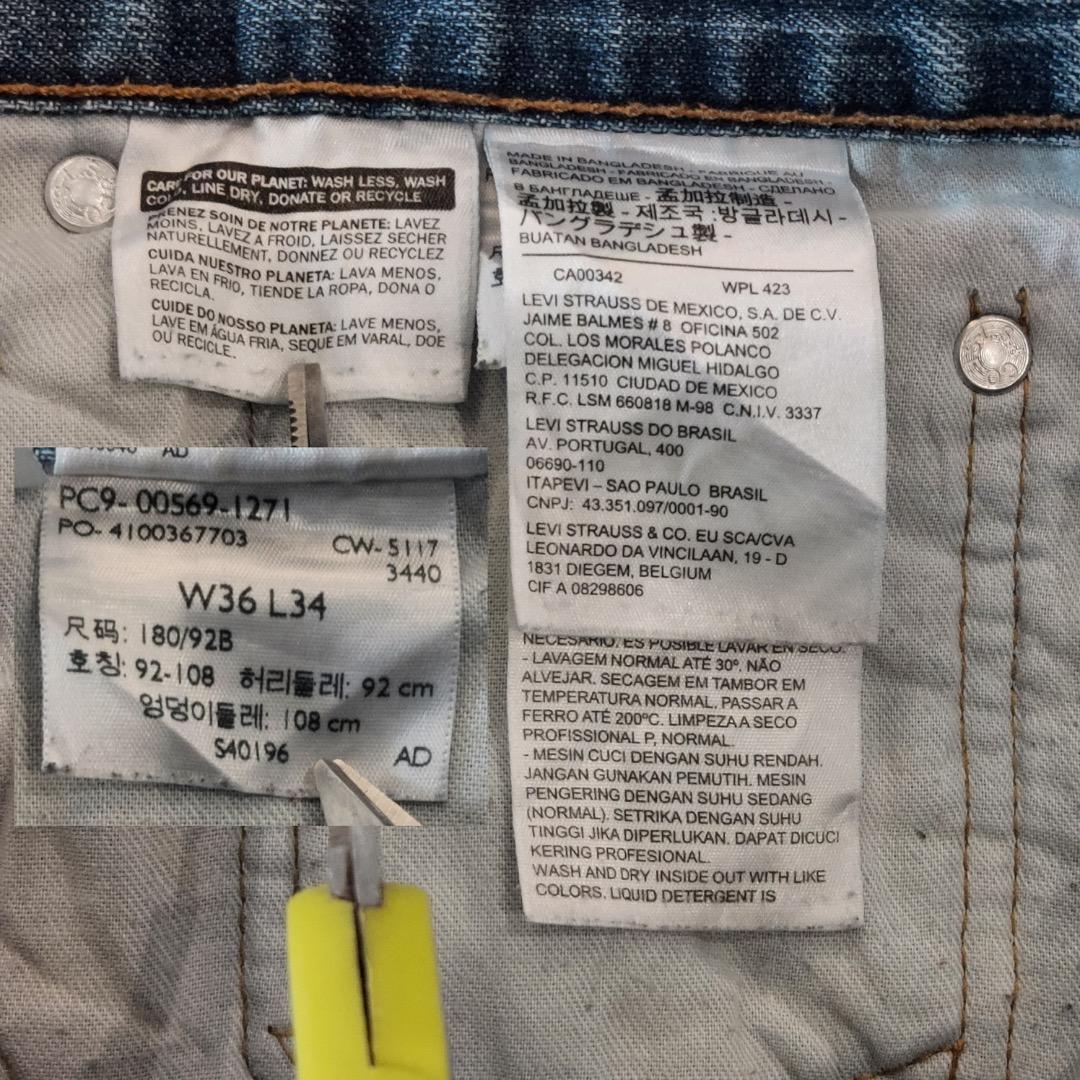 CARE FOR OUR PLANET: WASH LESS, WASH
COLD, LINE DRY, DONATE OR RECYCLE
PRENEZ SOIN DE NOTRE PLANETE: LAVEZ
MOINS, LAVEZ A FROID, LAISSEZ SECHER
NATURELLEMENT, DONNEZ OU RECYCLEZ
CUIDA NUESTRO PLANETA: LAVA MENOS,
LAVA EN FRIO, TIENDE LA ROPA, DONA O
RECICLA.
CUIDE DO NOSSO PLANETA: LAVE MENOS,
LAVE EM ÁGUA FRIA, SEQUE EM VARAL, DOE
OU RECICLE.
AD
PC9- 00569-1271
PO- 4100367703
CW- 5117
3440
W36 L34
尺码: 180/92B
호칭: 92-108 허리둘레: 92 cm
엉덩이둘레: 108 cm
S40196 AD
MADE IN BANGLADESH - FABRIQUE AU
BANGLADESH - FABRICADO EN BANGLADESH -
FABRICADO EM BANGLADESH - СДЕЛАНО
В БАНГЛАДЕШЕ - 孟加拉制造 -
孟加拉製 - 제조국 :방글라데시 -
バングラデシュ製 -
BUATAN BANGLADESH
CA00342 WPL 423
LEVI STRAUSS DE MEXICO, S.A. DE C.V.
JAIME BALMES # 8 OFICINA 502
COL. LOS MORALES POLANCO
DELEGACION MIGUEL HIDALGO
C.P. 11510 CIUDAD DE MEXICO
R.F.C. LSM 660818 M-98 C.N.I.V. 3337
LEVI STRAUSS DO BRASIL
AV. PORTUGAL, 400
06690-110
ITAPEVI – SAO PAULO BRASIL
CNPJ: 43.351.097/0001-90
LEVI STRAUSS & CO. EU SCA/CVA
LEONARDO DA VINCILAAN, 19 - D
1831 DIEGEM, BELGIUM
CIF A 08298606
NECESARIO. ES POSIBLE LAVAR EN SECO.
- LAVAGEM NORMAL ATÉ 30º. NÃO
ALVEJAR. SECAGEM EM TAMBOR EM
TEMPERATURA NORMAL, PASSAR A
FERRO ATÉ 200ºC. LIMPEZA A SECO
PROFISSIONAL P, NORMAL.
- MESIN CUCI DENGAN SUHU RENDAH.
JANGAN GUNAKAN PEMUTIH. MESIN
PENGERING DENGAN SUHU SEDANG
(NORMAL). SETRIKA DENGAN SUHU
TINGGI JIKA DIPERLUKAN. DAPAT DICUCI
KERING PROFESIONAL.
WASH AND DRY INSIDE OUT WITH LIKE
COLORS. LIQUID DETERGENT IS